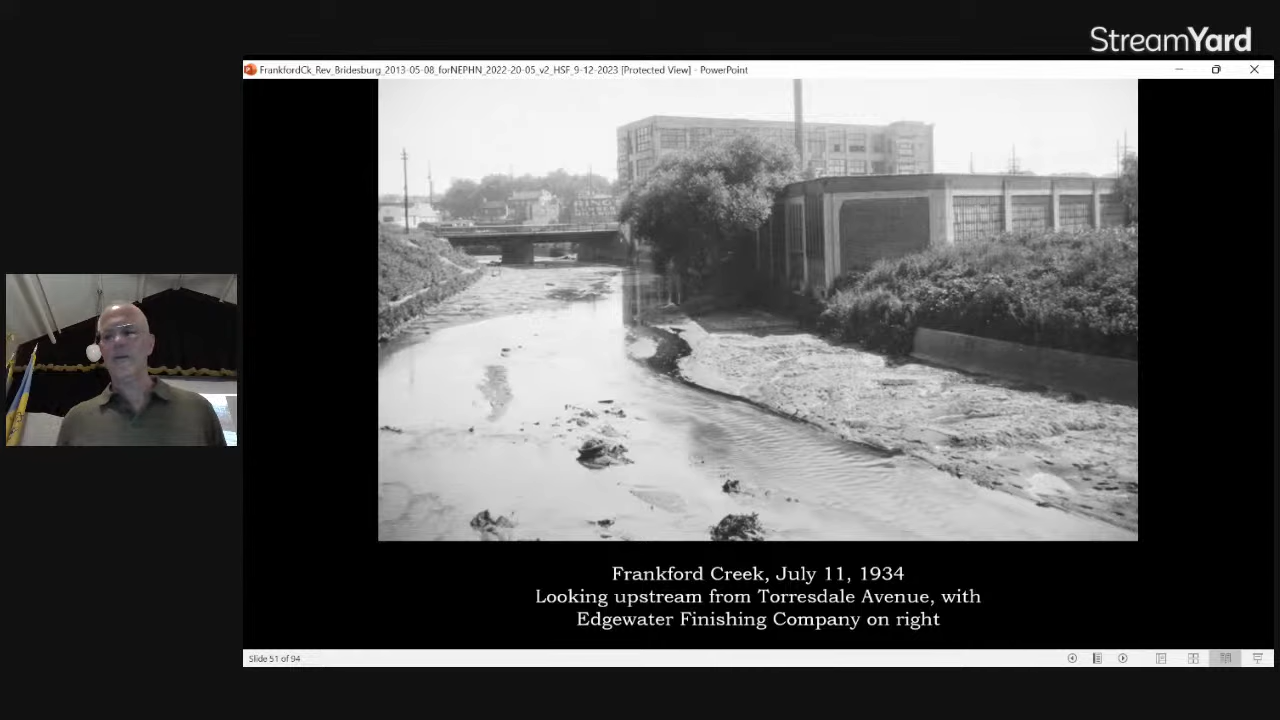 StreamYard
FrankfordCk_Rev_Bridesburg_2013-05-08_forNEPHN_2022-20-05_v2_HSF_9-12-2023 [Protected View] - PowerPoint
Frankford Creek, July 11, 1934
Looking upstream from Torresdale Avenue, with
Edgewater Finishing Company on right
Slide 51 of 94